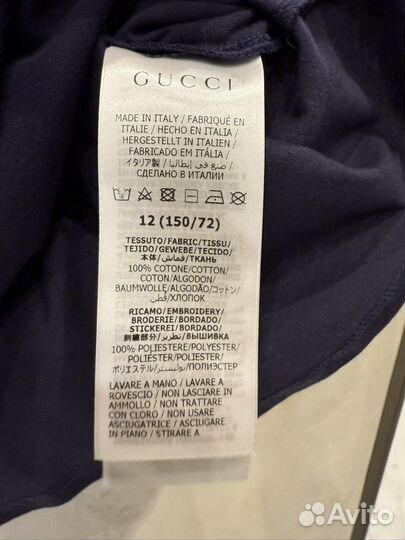 GUCCI
MADE IN ITALY / FABRIQUÉ EN
ITALIE / HECHO EN ITALIA /
HERGESTELLT IN ITALIEN /
FABRICADO EM ITÁLIA /
イタリア製 / صنع في إيطاليا /
СДЕЛАНО В ИТАЛИИ
12 (150/72)
TESSUTO/FABRIC/TISSU/
TEJIDO/GEWEBE/TECIDO/
本体/قماش/ТКАНЬ
100% COTONE/COTTON/
COTON/ALGODON/
BAUMWOLLE/ALGODÃO/コットン/
قطن/ХЛОПОК
RICAMO/EMBROIDERY/
BRODERIE/BORDADO/
STICKEREI/BORDADO/
刺繍部分/تطريز/ВЫШИВКА
100% POLIESTERE/POLYESTER/
POLIÉSTER/POLIESTER/
ポリエステル/بوليستر/ПОЛИЭСТЕР
LAVARE A MANO / LAVARE A
ROVESCIO / NON LASCIARE IN
AMMOLLO / NON TRATTARE
CON CLORO / NON USARE
ASCIUGATRICE / ASCIUGARE
IN PIANO / STIRARE A
Avito